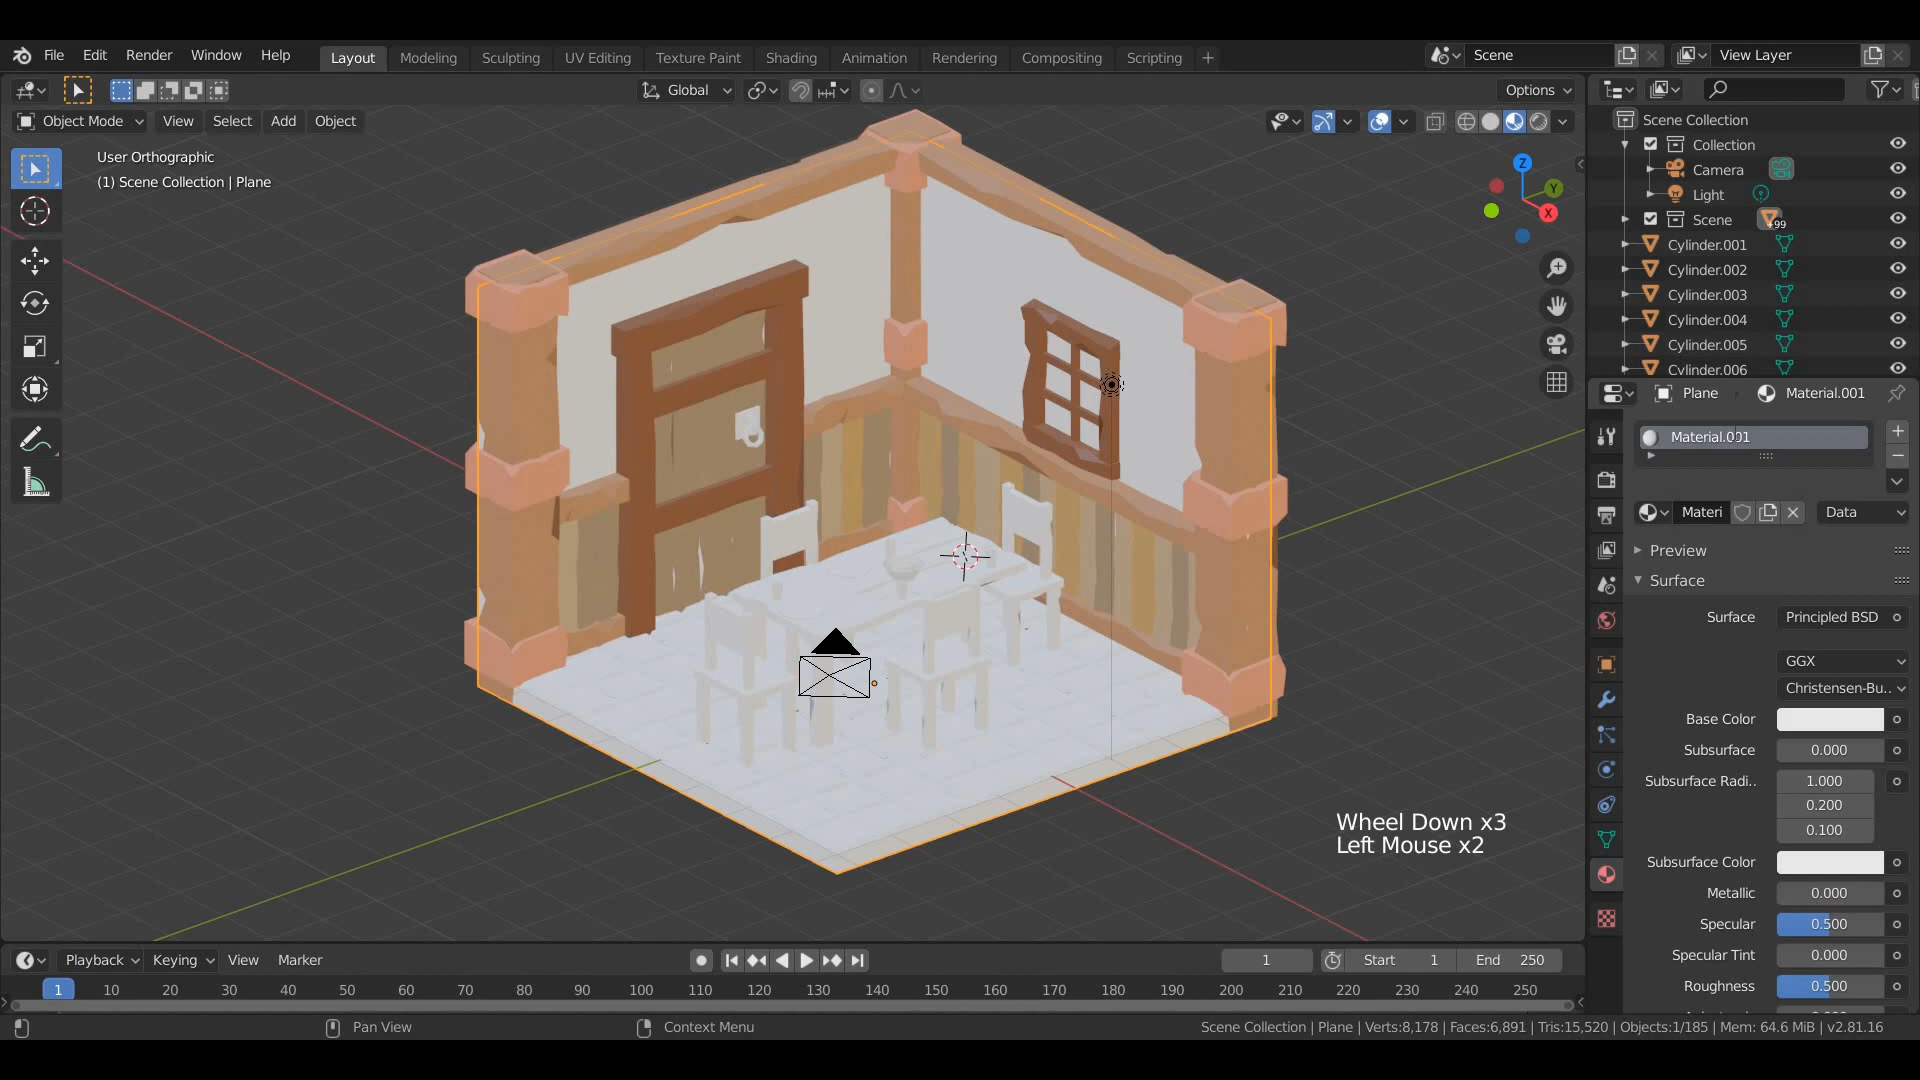 File Edit Render Window Help Layout Modeling Sculpting UV Editing Texture Paint Shading Animation Rendering Compositing Scripting + Scene View Layer
Global Options
Object Mode View Select Add Object
User Orthographic
(1) Scene Collection | Plane
Z
Y
X
Scene Collection
Collection
Camera
Light
Scene 99
Cylinder.001
Cylinder.002
Cylinder.003
Cylinder.004
Cylinder.005
Cylinder.006
Plane Material.001
Material.001
Materi Data
Preview
Surface
Surface Principled BSD
GGX
Christensen-Bu..
Base Color
Subsurface 0.000
Subsurface Radi.. 1.000
0.200
0.100
Subsurface Color
Metallic 0.000
Specular 0.500
Specular Tint 0.000
Roughness 0.500
Wheel Down x3
Left Mouse x2
Playback Keying View Marker 1 Start 1 End 250
1 10 20 30 40 50 60 70 80 90 100 110 120 130 140 150 160 170 180 190 200 210 220 230 240 250
Pan View Context Menu Scene Collection | Plane | Verts:8,178 | Faces:6,891 | Tris:15,520 | Objects:1/185 | Mem: 64.6 MiB | v2.81.16